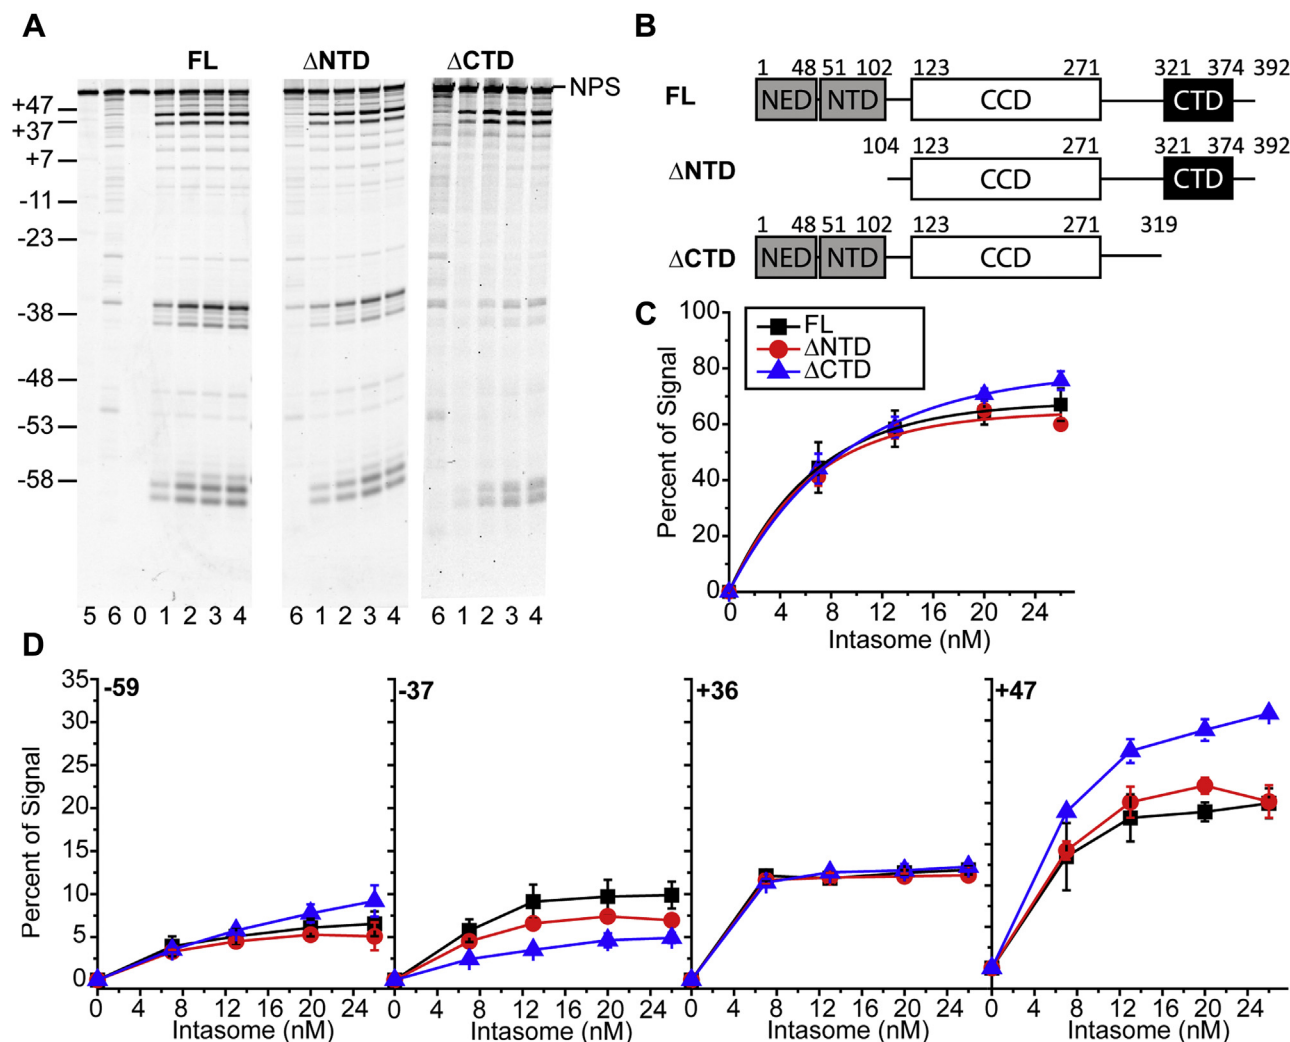 A
FL ΔNTD ΔCTD
NPS
+47
+37
+7
-11
-23
-38
-48
-53
-58
5 6 0 1 2 3 4 6 1 2 3 4 6 1 2 3 4
B
1 48 51 102 123 271 321 374 392
FL NED NTD CCD CTD
104 123 271 321 374 392
ΔNTD CCD CTD
1 48 51 102 123 271 319
ΔCTD NED NTD CCD
C
FL
ΔNTD
ΔCTD
Percent of Signal
100
80
60
40
20
0
0 4 8 12 16 20 24
Intasome (nM)
D
-59 -37 +36 +47
Percent of Signal
35
30
25
20
15
10
5
0
0 4 8 12 16 20 24 0 4 8 12 16 20 24 0 4 8 12 16 20 24 0 4 8 12 16 20 24
Intasome (nM) Intasome (nM) Intasome (nM) Intasome (nM)